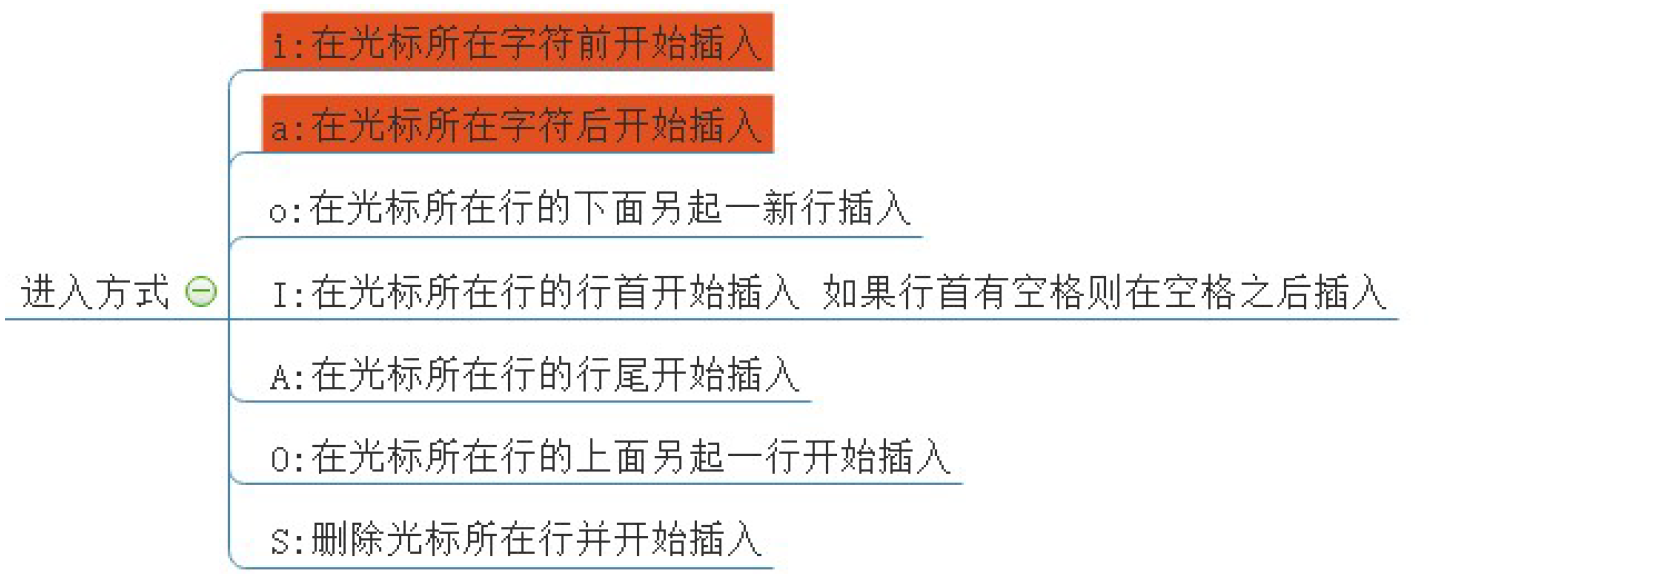 i:在光标所在字符前开始插入
a:在光标所在字符后开始插入
o:在光标所在行的下面另起一新行插入
进入方式
I:在光标所在行的行首开始插入 如果行首有空格则在空格之后插入
A:在光标所在行的行尾开始插入
O:在光标所在行的上面另起一行开始插入
S:删除光标所在行并开始插入